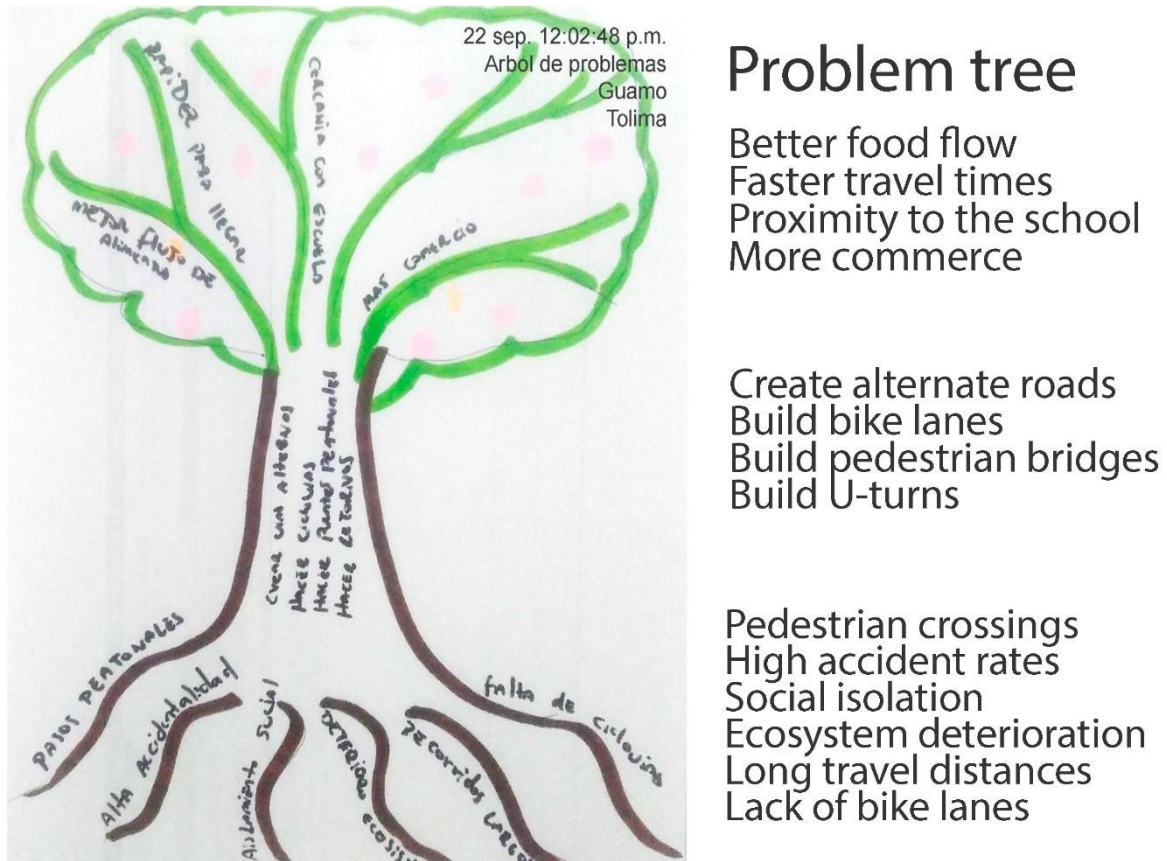 22 sep. 12:02:48 p.m.
Arbol de problemas
Guamo
Tolima
RAPIDEZ PARA llegar
CERCANIA CON ESCUELA
MEJOR flujo DE
Alimento
MAS COMERCIO
CREAR VIAS ALTERNAS
HACER CICLOVIAS
HACER PUENTES PEATONALES
HACER RETORNOS
PASOS PEATONALES
Alta Accidentalidad
Aislamiento Social
DETERIORO ECOSIS
RECORRIDOS LARGO
falta de ciclovias
Problem tree
Better food flow
Faster travel times
Proximity to the school
More commerce
Create alternate roads
Build bike lanes
Build pedestrian bridges
Build U-turns
Pedestrian crossings
High accident rates
Social isolation
Ecosystem deterioration
Long travel distances
Lack of bike lanes